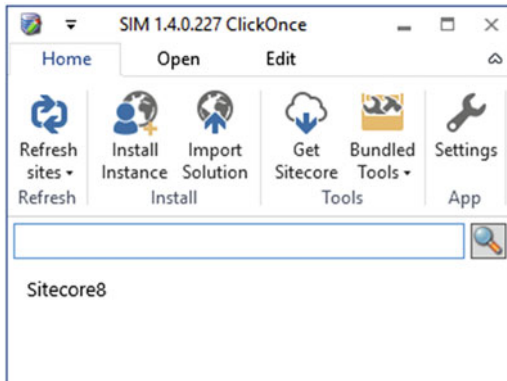 SIM 1.4.0.227 ClickOnce
Home Open Edit
Refresh sites Install Instance Import Solution Get Sitecore Bundled Tools Settings
Refresh Install Tools App
Sitecore8